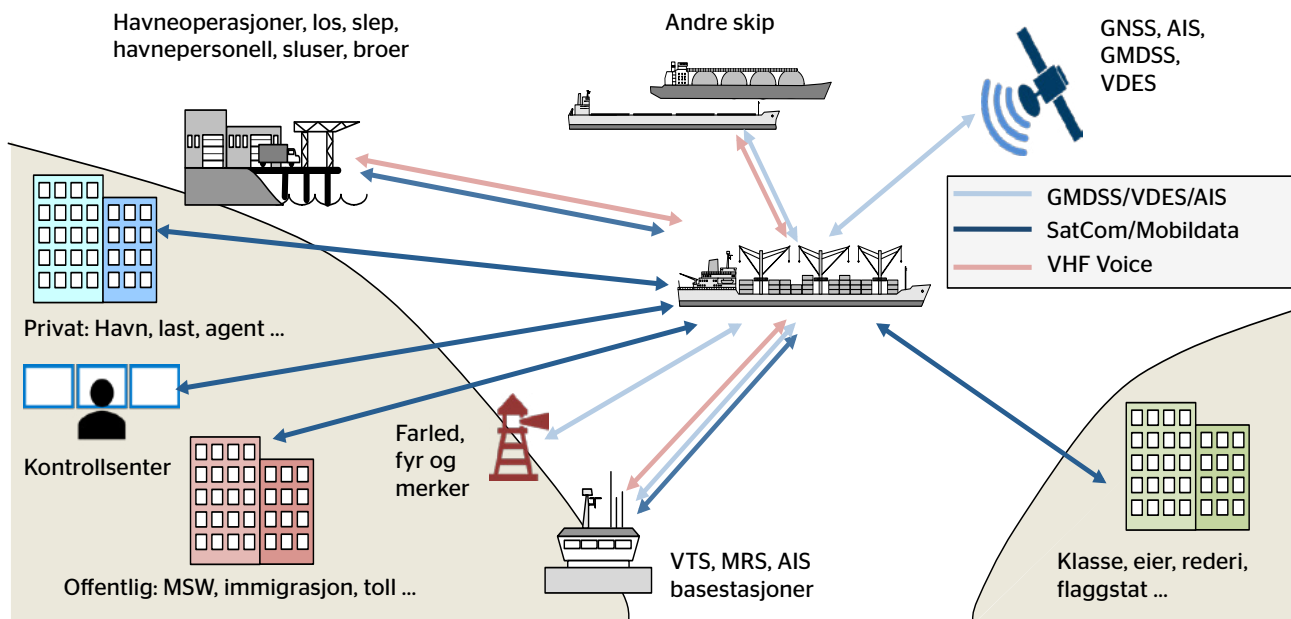 Havneoperasjoner, los, slep,
havnepersonell, sluser, broer
Andre skip
GNSS, AIS,
GMDSS,
VDES
GMDSS/VDES/AIS
SatCom/Mobildata
VHF Voice
Privat: Havn, last, agent ...
Kontrollsenter
Farled,
fyr og
merker
Offentlig: MSW, immigrasjon, toll ...
VTS, MRS, AIS
basestasjoner
Klasse, eier, rederi,
flaggstat ...